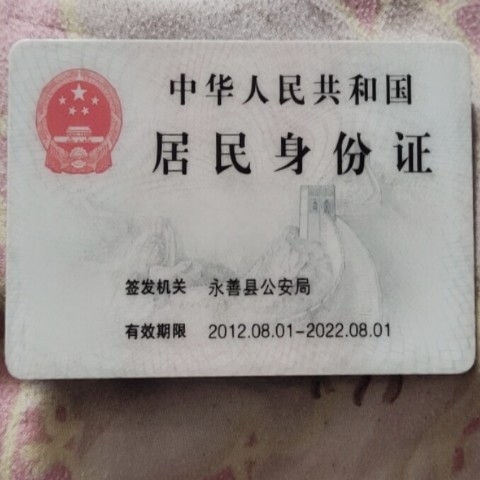 中华人民共和国
居民身份证
签发机关 永善县公安局
有效期限 2012.08.01-2022.08.01